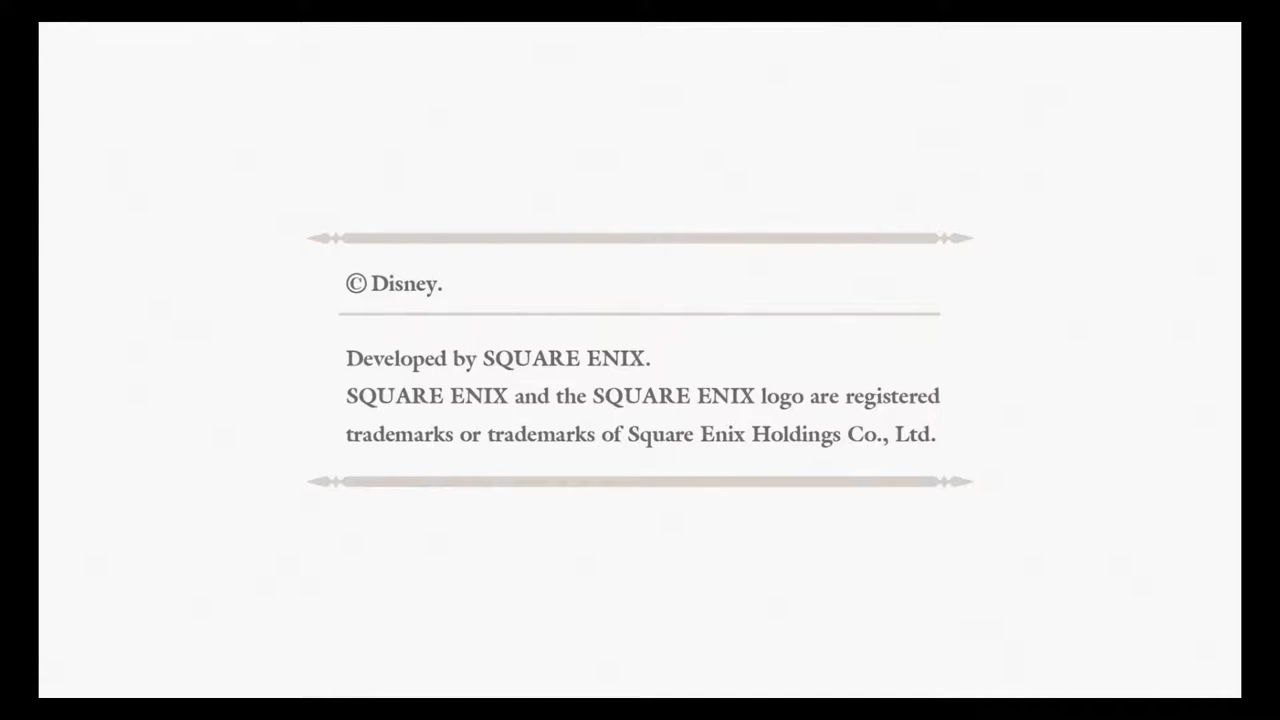 © Disney.
Developed by SQUARE ENIX.
SQUARE ENIX and the SQUARE ENIX logo are registered
trademarks or trademarks of Square Enix Holdings Co., Ltd.